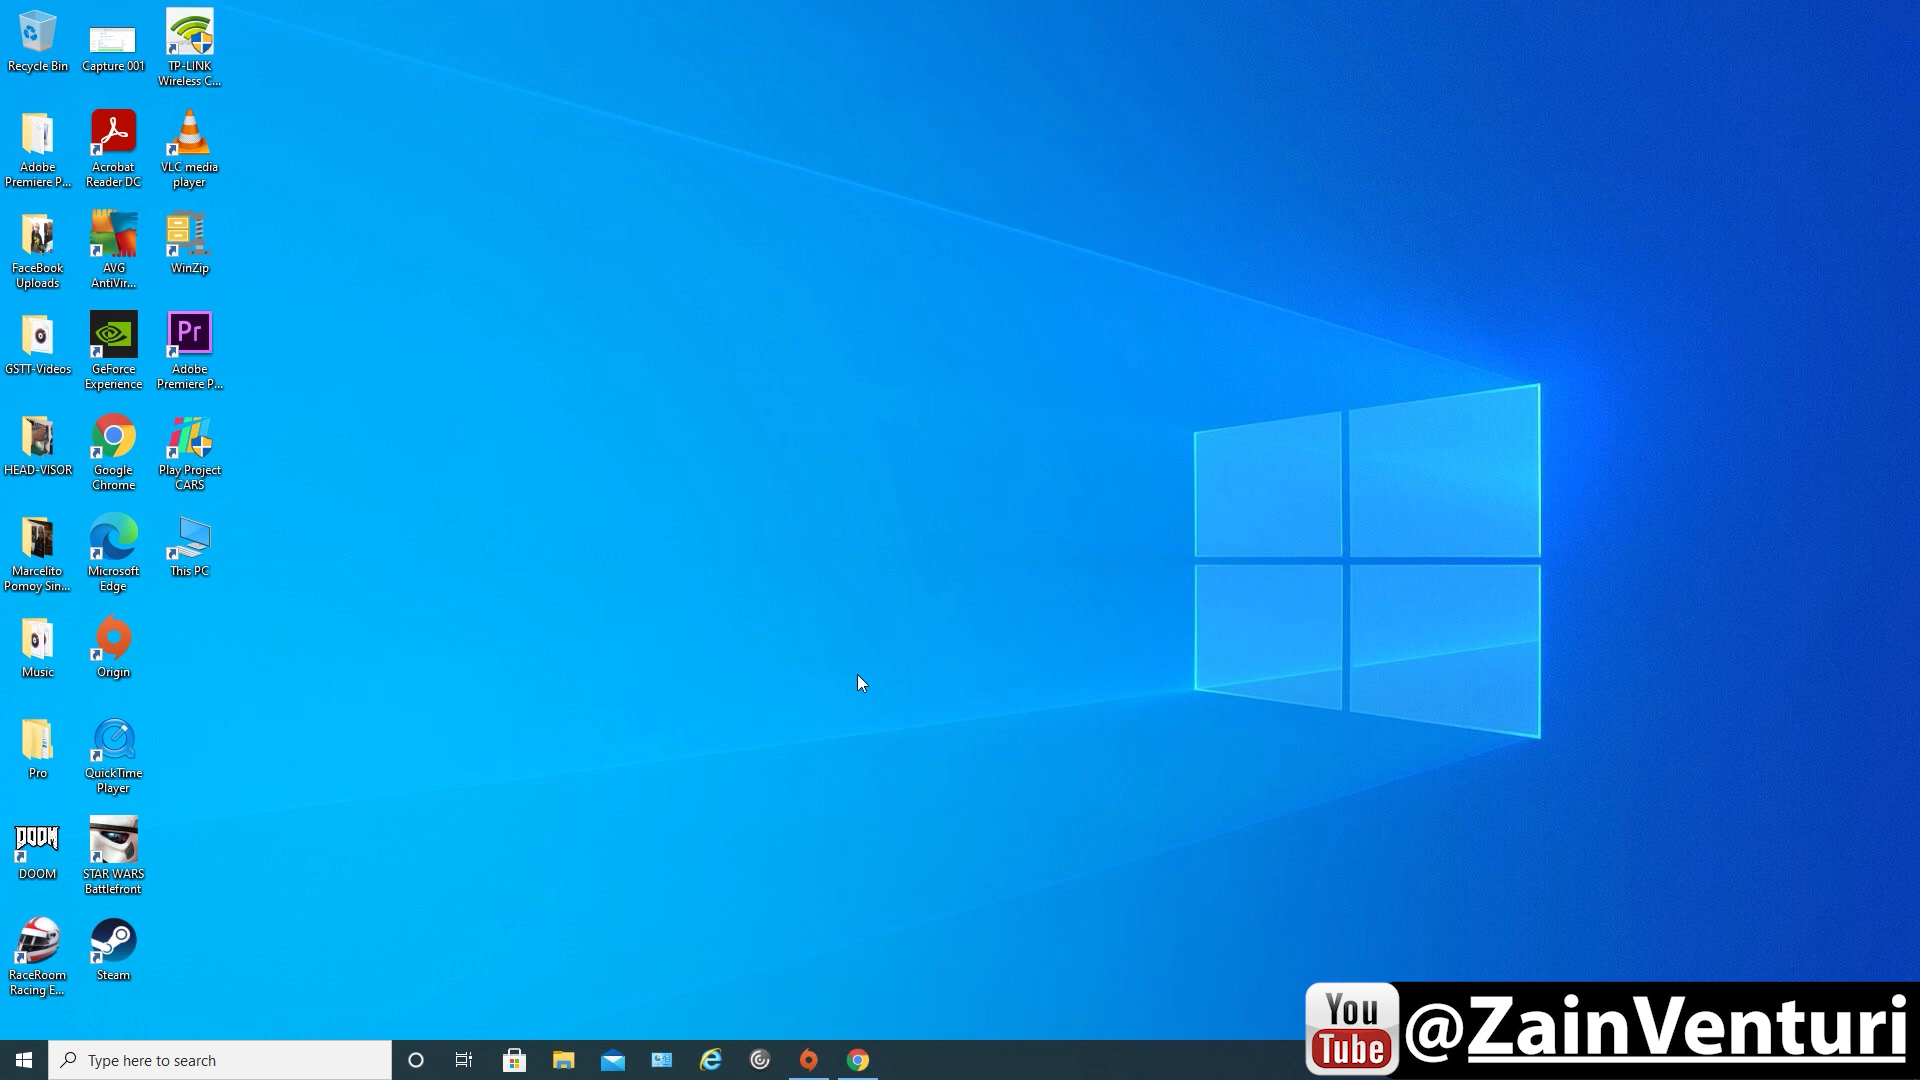 Recycle Bin
Capture 001
TP-LINK
Wireless C...
Adobe
Premiere P...
Acrobat
Reader DC
VLC media
player
FaceBook
Uploads
AVG
AntiVir...
WinZip
GSTT-Videos
GeForce
Experience
Pr
Adobe
Premiere P...
HEAD-VISOR
Google
Chrome
Play Project
CARS
Marcelito
Pomoy Sin...
Microsoft
Edge
This PC
Music
Origin
Pro
QuickTime
Player
DOOM
DOOM
STAR WARS
Battlefront
RaceRoom
Racing E...
Steam
Type here to search
You
Tube
@ZainVenturi